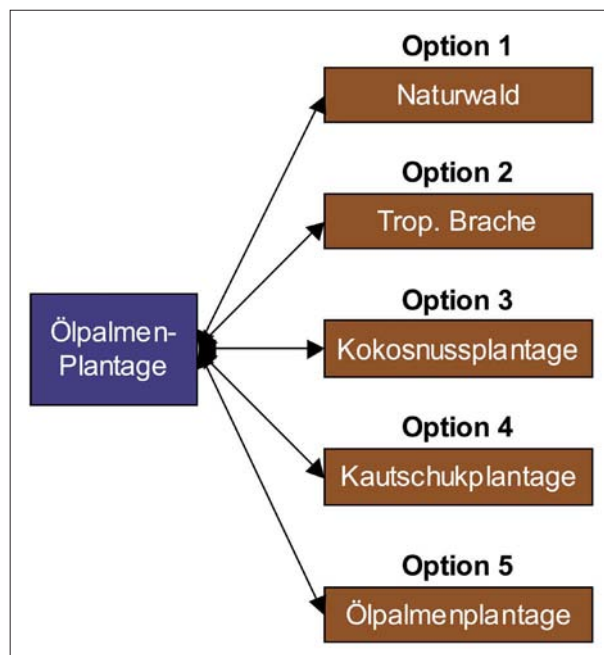 Option 1
Naturwald
Option 2
Trop. Brache
Ölpalmen-
Plantage
Option 3
Kokosnussplantage
Option 4
Kautschukplantage
Option 5
Ölpalmenplantage